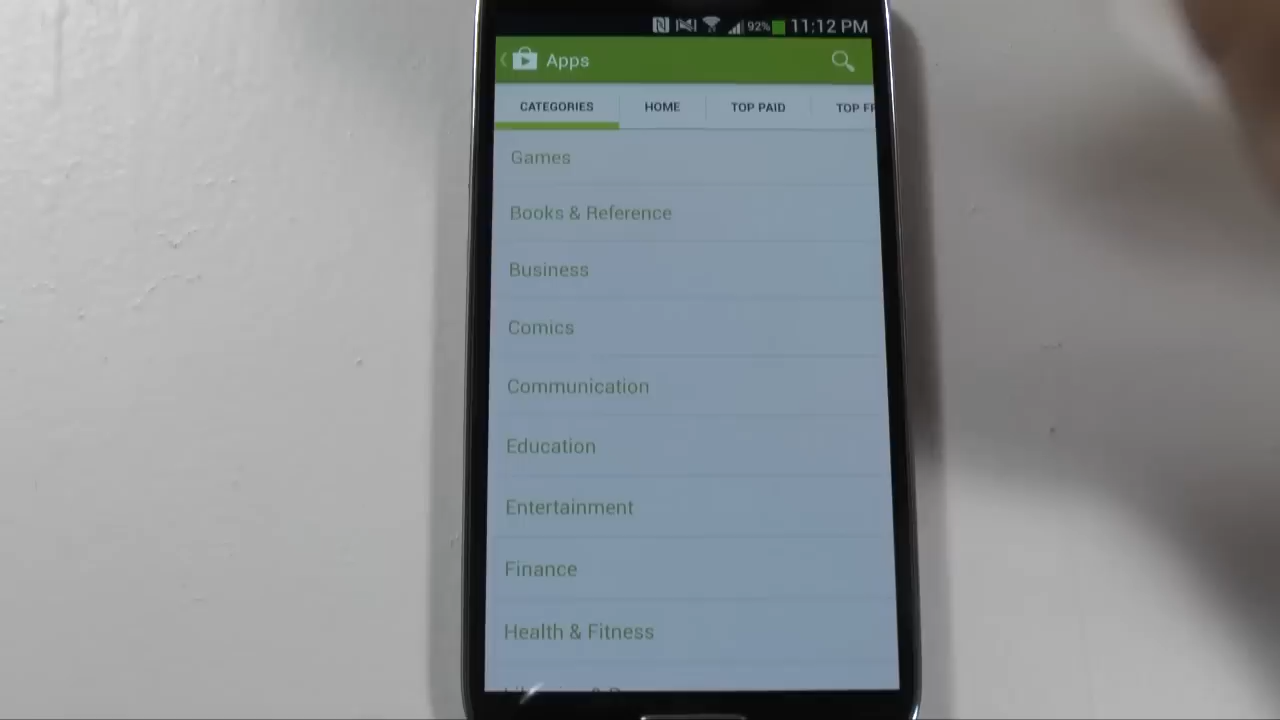 92% 11:12 PM
Apps
CATEGORIES HOME TOP PAID TOP
Games
Books & Reference
Business
Comics
Communication
Education
Entertainment
Finance
Health & Fitness